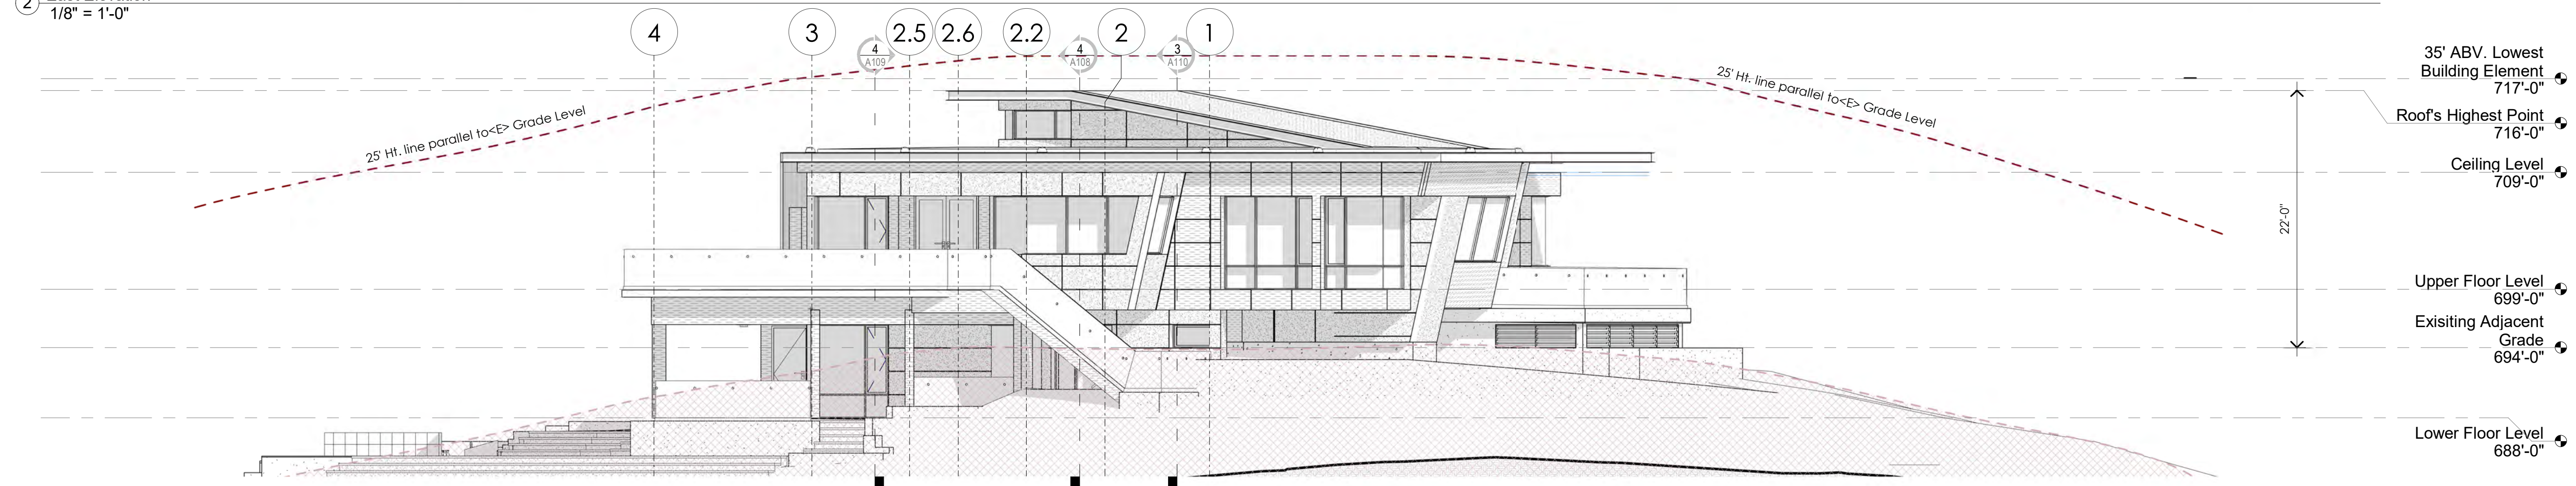 2
1/8" = 1'-0"
4
3
2.5
2.6
2.2
2
1
4
A109
4
A108
3
A110
25' Ht. line parallel to<E> Grade Level
25' Ht. line parallel to<E> Grade Level
35' ABV. Lowest
Building Element
717'-0"
Roof's Highest Point
716'-0"
Ceiling Level
709'-0"
22'-0"
Upper Floor Level
699'-0"
Exisiting Adjacent
Grade
694'-0"
Lower Floor Level
688'-0"